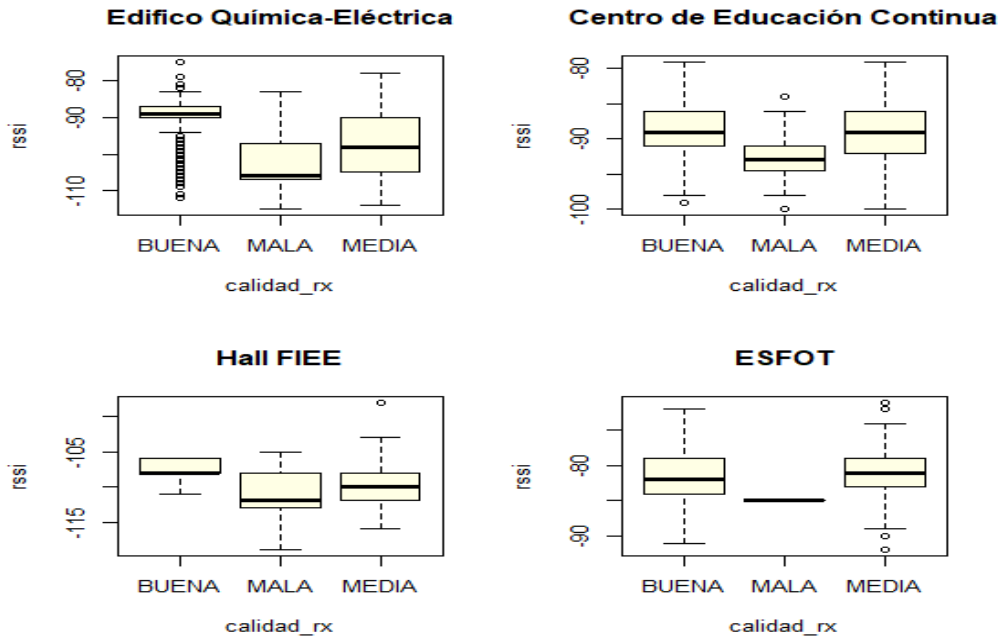 Edifico Química-Eléctrica
rssi
-80
-90
-110
BUENA MALA MEDIA
calidad_rx
Centro de Educación Continua
rssi
-80
-90
-100
BUENA MALA MEDIA
calidad_rx
Hall FIEE
rssi
-105
-115
BUENA MALA MEDIA
calidad_rx
ESFOT
rssi
-80
-90
BUENA MALA MEDIA
calidad_rx